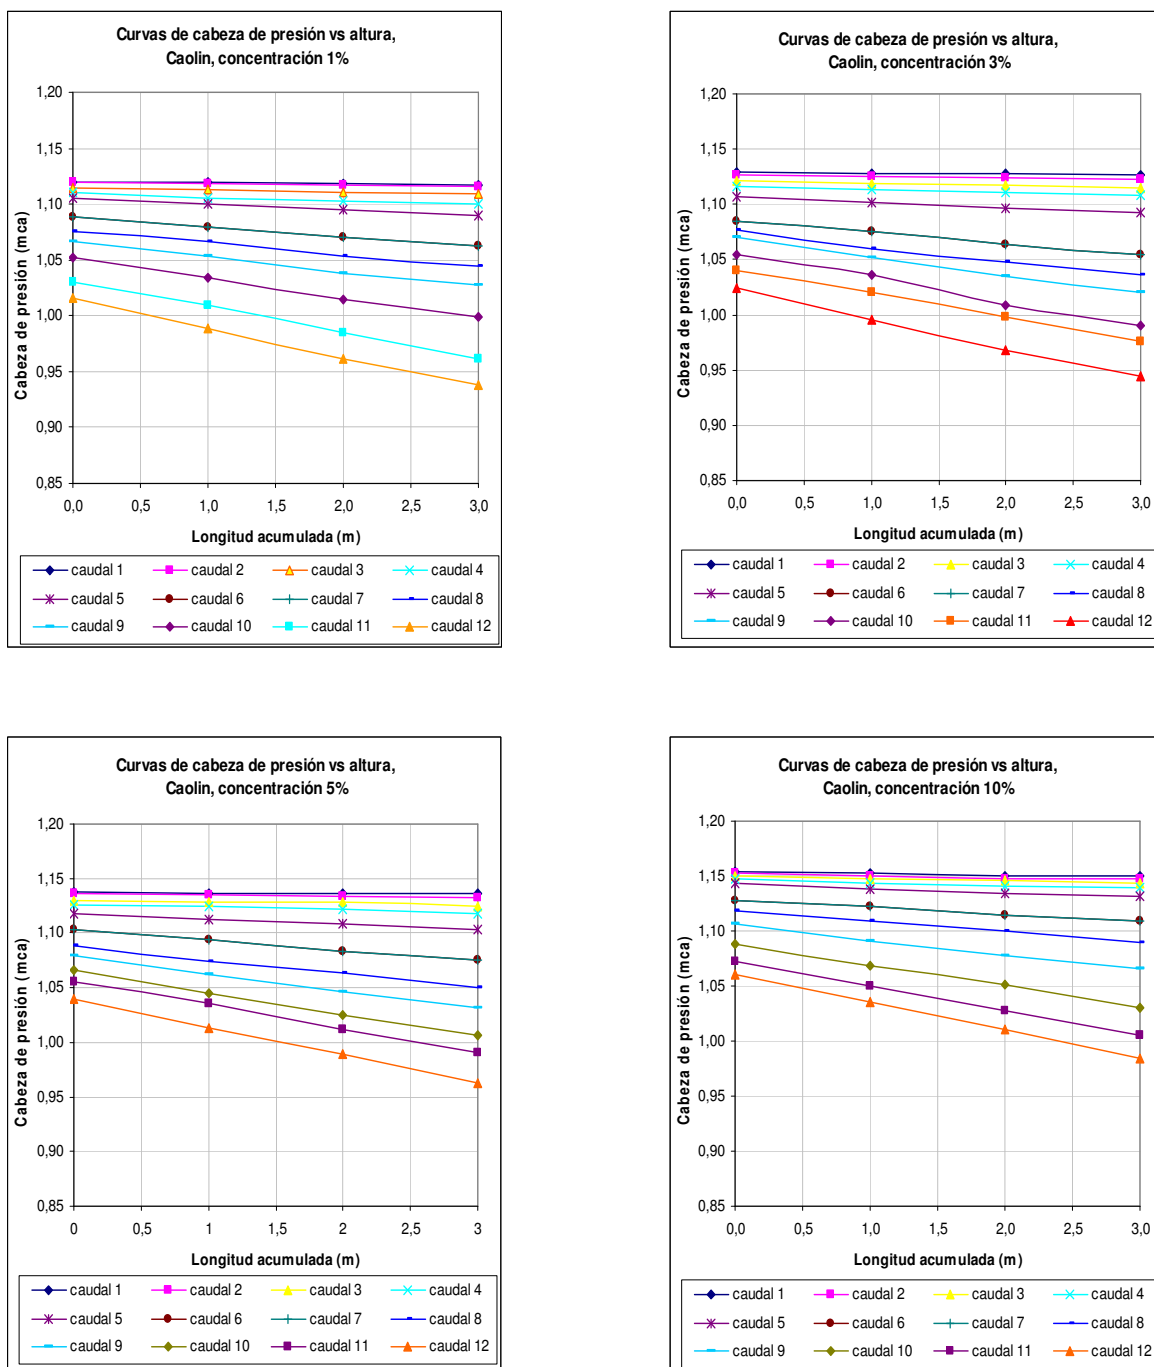 Curvas de cabeza de presión vs altura,
Caolin, concentración 1%
1,20
1,15
1,10
1,05
1,00
0,95
0,90
0,85
Cabeza de presión (mca)
0,0 0,5 1,0 1,5 2,0 2,5 3,0
Longitud acumulada (m)
caudal 1 caudal 2 caudal 3 caudal 4
caudal 5 caudal 6 caudal 7 caudal 8
caudal 9 caudal 10 caudal 11 caudal 12
Curvas de cabeza de presión vs altura,
Caolin, concentración 3%
1,20
1,15
1,10
1,05
1,00
0,95
0,90
0,85
Cabeza de presión (mca)
0,0 0,5 1,0 1,5 2,0 2,5 3,0
Longitud acumulada (m)
caudal 1 caudal 2 caudal 3 caudal 4
caudal 5 caudal 6 caudal 7 caudal 8
caudal 9 caudal 10 caudal 11 caudal 12
Curvas de cabeza de presión vs altura,
Caolin, concentración 5%
1,20
1,15
1,10
1,05
1,00
0,95
0,90
0,85
Cabeza de presión (mca)
0 0,5 1 1,5 2 2,5 3
Longitud acumulada (m)
caudal 1 caudal 2 caudal 3 caudal 4
caudal 5 caudal 6 caudal 7 caudal 8
caudal 9 caudal 10 caudal 11 caudal 12
Curvas de cabeza de presión vs altura,
Caolin, concentración 10%
1,20
1,15
1,10
1,05
1,00
0,95
0,90
0,85
Cabeza de presión (mca)
0,0 0,5 1,0 1,5 2,0 2,5 3,0
Longitud acumulada (m)
caudal 1 caudal 2 caudal 3 caudal 4
caudal 5 caudal 6 caudal 7 caudal 8
caudal 9 caudal 10 caudal 11 caudal 12